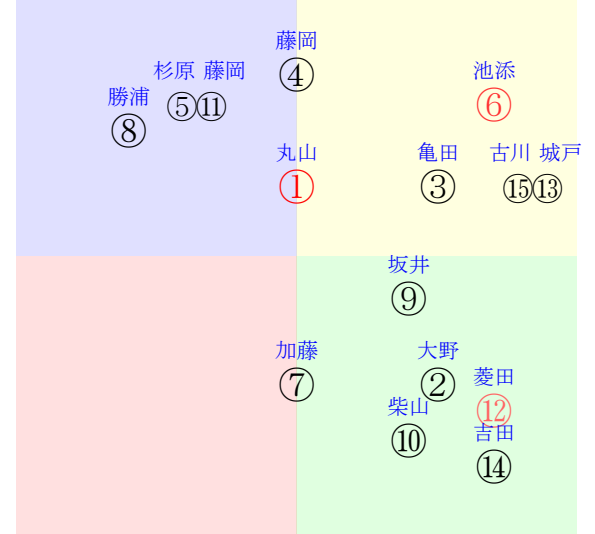 藤岡
④
杉原 藤岡
⑤⑪
池添
⑥
勝浦
⑧
丸山
①
亀田
③
古川 城戸
⑮⑬
坂井
⑨
加藤
⑦
大野
②
菱田
⑫
柴山
⑩
吉田
⑭